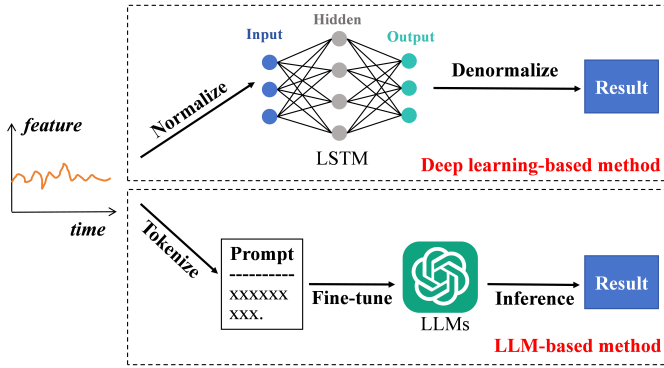 feature
time
Normalize
Input
Hidden
Output
LSTM
Denormalize
Result
Deep learning-based method
Tokenize
Prompt
----------
xxxxxx
xxx.
Fine-tune
LLMs
Inference
Result
LLM-based method